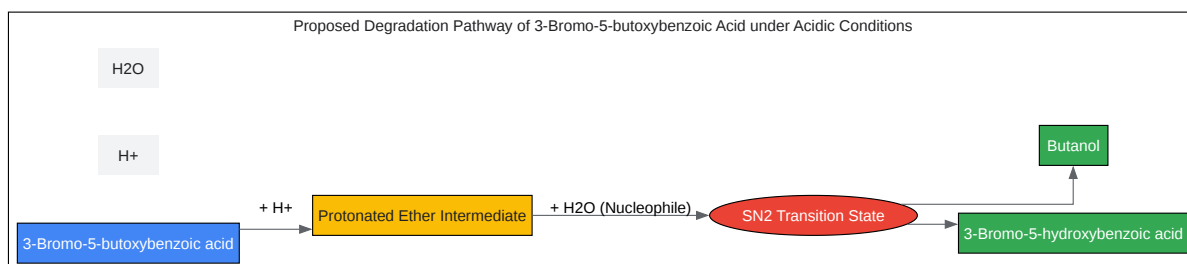 Proposed Degradation Pathway of 3-Bromo-5-butoxybenzoic Acid under Acidic Conditions
H2O
H+
Butanol
+ H+
+ H2O (Nucleophile)
Protonated Ether Intermediate
SN2 Transition State
3-Bromo-5-butoxybenzoic acid
3-Bromo-5-hydroxybenzoic acid